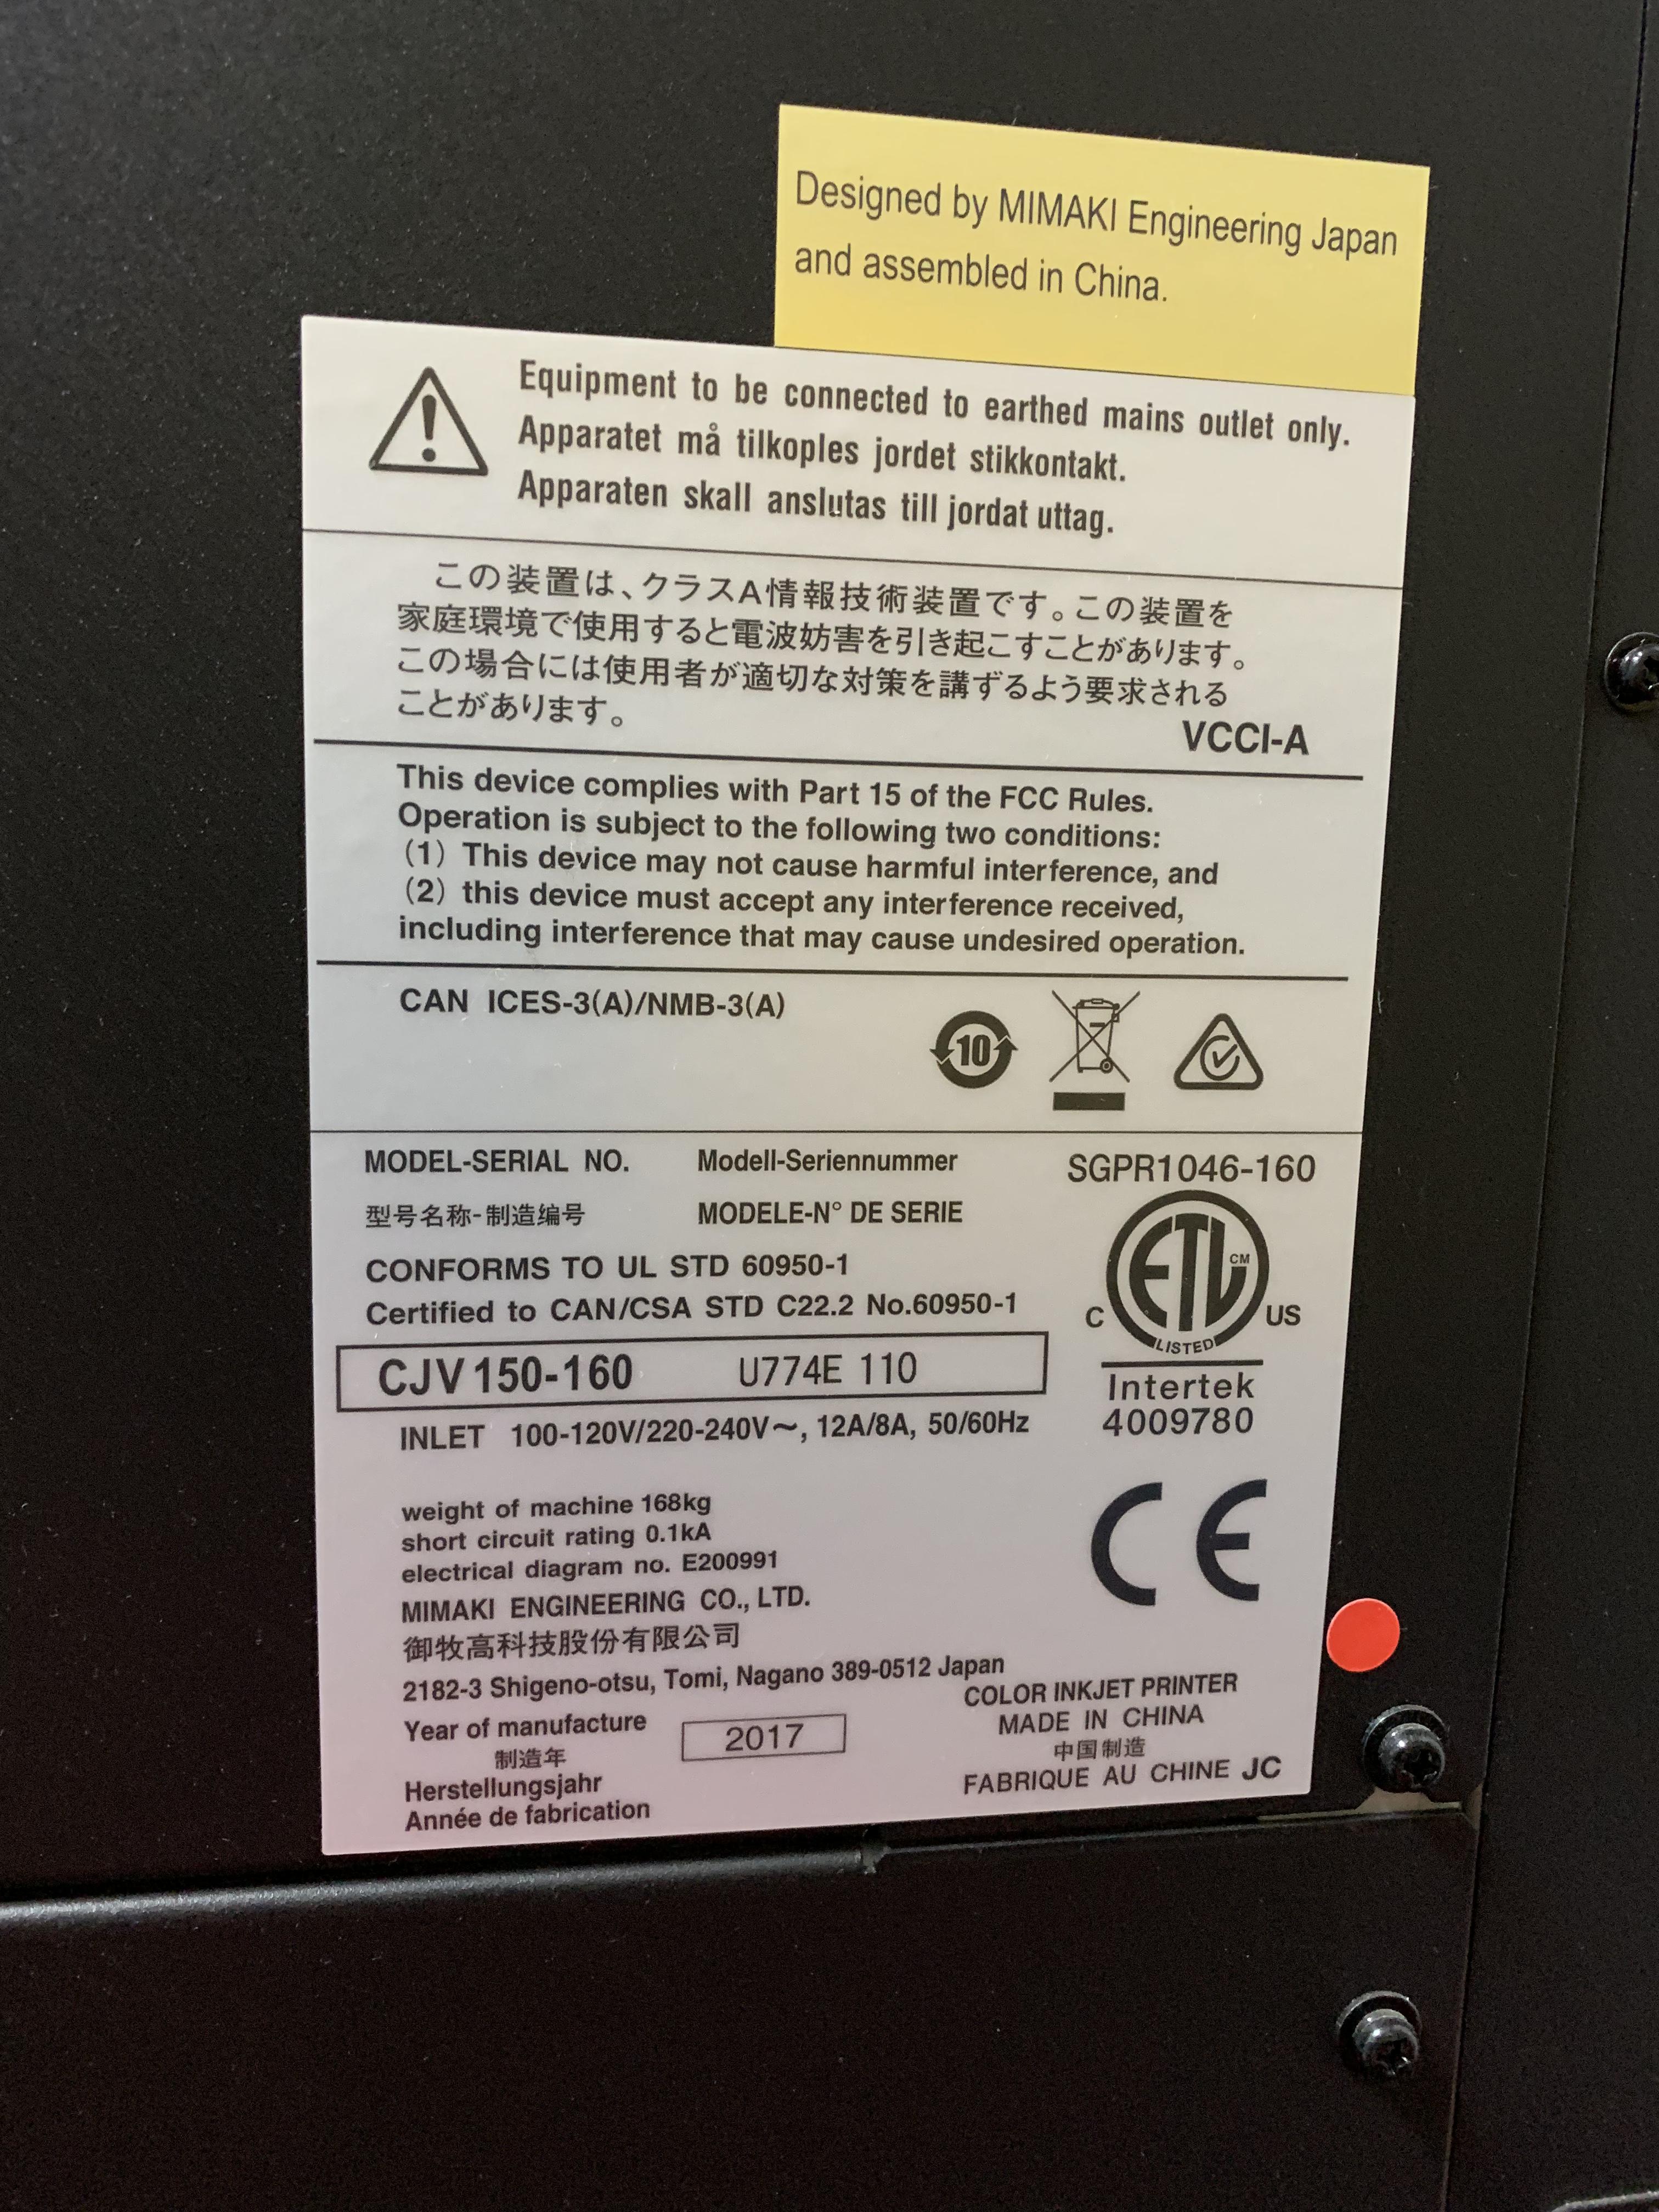 Designed by MIMAKI Engineering Japan
and assembled in China.
Equipment to be connected to earthed mains outlet only.
Apparatet må tilkoples jordet stikkontakt.
Apparaten skall anslutas till jordat uttag.
この装置は、クラスA情報技術装置です。この装置を
家庭環境で使用すると電波妨害を引き起こすことがあります。
この場合には使用者が適切な対策を講ずるよう要求される
ことがあります。
VCCI-A
This device complies with Part 15 of the FCC Rules.
Operation is subject to the following two conditions:
(1) This device may not cause harmful interference, and
(2) this device must accept any interference received,
including interference that may cause undesired operation.
CAN ICES-3(A)/NMB-3(A)
10
MODEL-SERIAL NO. Modell-Seriennummer SGPR1046-160
型号名称-制造编号 MODELE-N° DE SERIE
CONFORMS TO UL STD 60950-1
Certified to CAN/CSA STD C22.2 No.60950-1
ETL CM
C US
LISTED
CJV150-160 U774E 110
Intertek
4009780
INLET 100-120V/220-240V~, 12A/8A, 50/60Hz
weight of machine 168kg
short circuit rating 0.1kA
electrical diagram no. E200991
CE
MIMAKI ENGINEERING CO., LTD.
御牧高科技股份有限公司
2182-3 Shigeno-otsu, Tomi, Nagano 389-0512 Japan
Year of manufacture
制造年
Herstellungsjahr
Année de fabrication
2017
COLOR INKJET PRINTER
MADE IN CHINA
中国制造
FABRIQUE AU CHINE JC